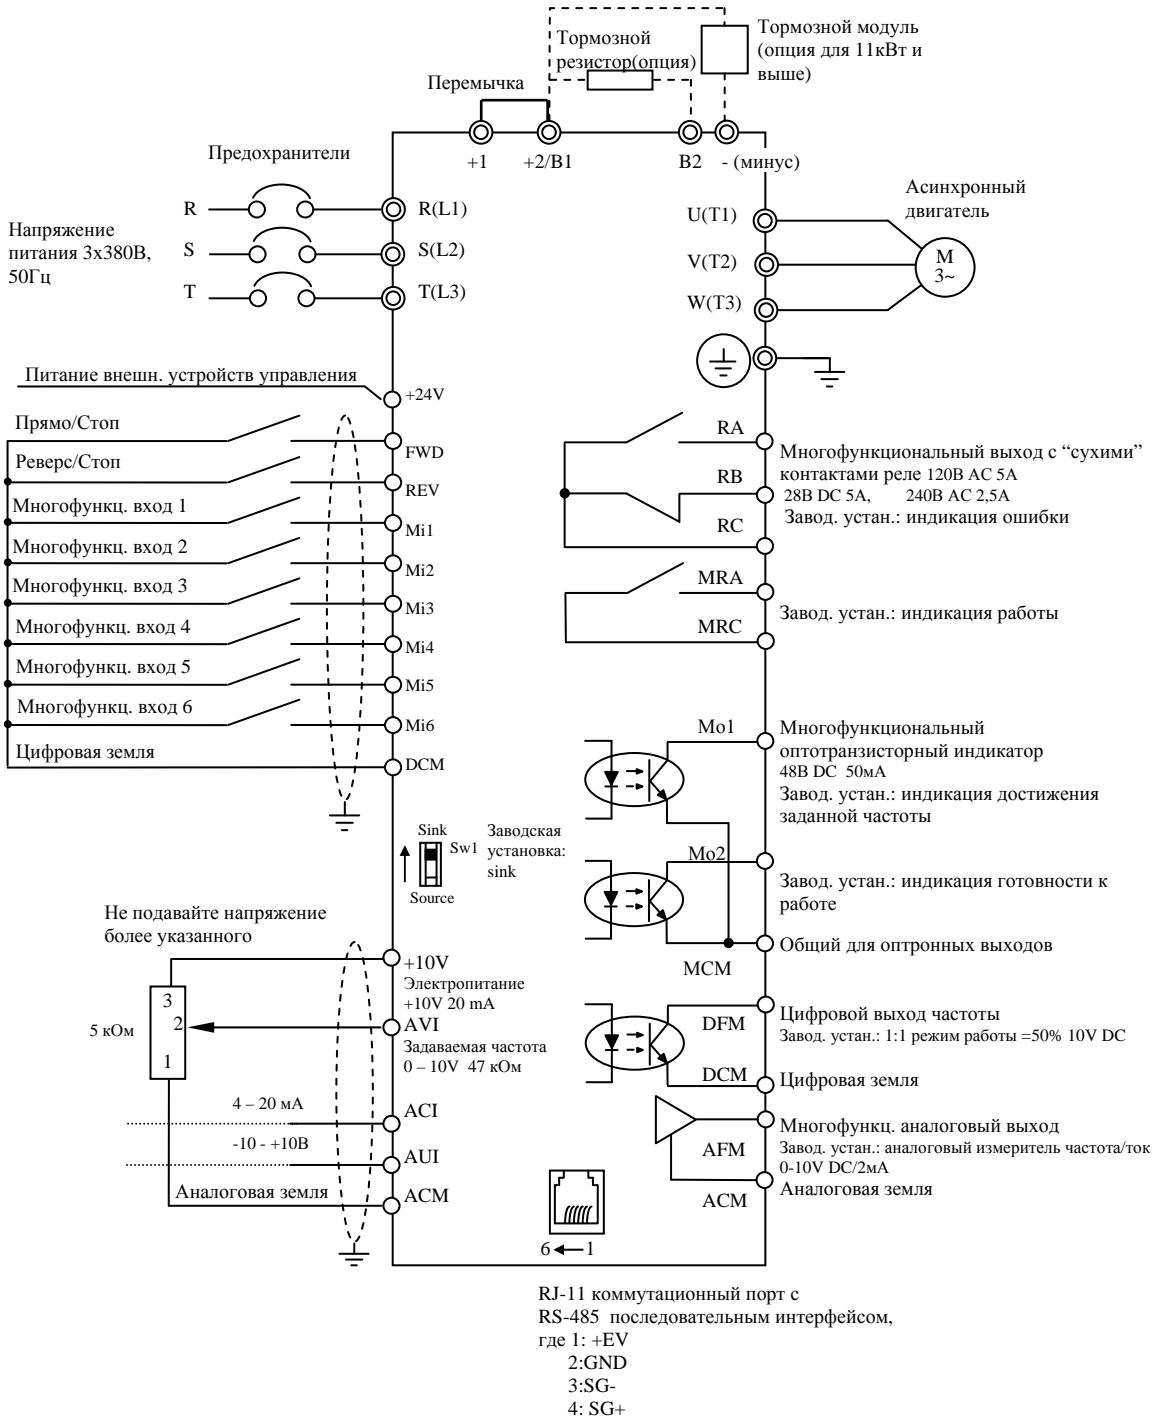 Тормозной модуль
(опция для 11кВт и
выше)
Тормозной
резистор(опция)
Перемычка
+1
+2/B1
B2
- (минус)
Предохранители
R
R(L1)
Напряжение
питания 3х380В,
50Гц
S
S(L2)
T
T(L3)
Асинхронный
двигатель
U(T1)
V(T2)
W(T3)
M
3~
Питание внешн. устройств управления
+24V
Прямо/Стоп
FWD
Реверс/Стоп
REV
Многофункц. вход 1
Mi1
Многофункц. вход 2
Mi2
Многофункц. вход 3
Mi3
Многофункц. вход 4
Mi4
Многофункц. вход 5
Mi5
Многофункц. вход 6
Mi6
Цифровая земля
DCM
RA
RB
RC
Многофункциональный выход с “сухими”
контактами реле 120В AC 5A
28В DC 5A, 240В AC 2,5A
Завод. устан.: индикация ошибки
MRA
MRC
Завод. устан.: индикация работы
Mo1
Многофункциональный
оптотранзисторный индикатор
48В DC 50мА
Завод. устан.: индикация достижения
заданной частоты
Sink
Sw1
Source
Заводская
установка:
sink
Mo2
Завод. устан.: индикация готовности к
работе
Общий для оптронных выходов
MCM
Не подавайте напряжение
более указанного
+10V
Электропитание
+10V 20 mA
3
2
1
5 кОм
AVI
Задаваемая частота
0 – 10V 47 кОм
4 – 20 мА
ACI
-10 - +10В
AUI
Аналоговая земля
ACM
DFM
Цифровой выход частоты
Завод. устан.: 1:1 режим работы =50% 10V DC
DCM
Цифровая земля
AFM
Многофункц. аналоговый выход
Завод. устан.: аналоговый измеритель частота/ток
0-10V DC/2мА
ACM
Аналоговая земля
6
1
RJ-11 коммутационный порт с
RS-485 последовательным интерфейсом,
где 1: +EV
2:GND
3:SG-
4: SG+